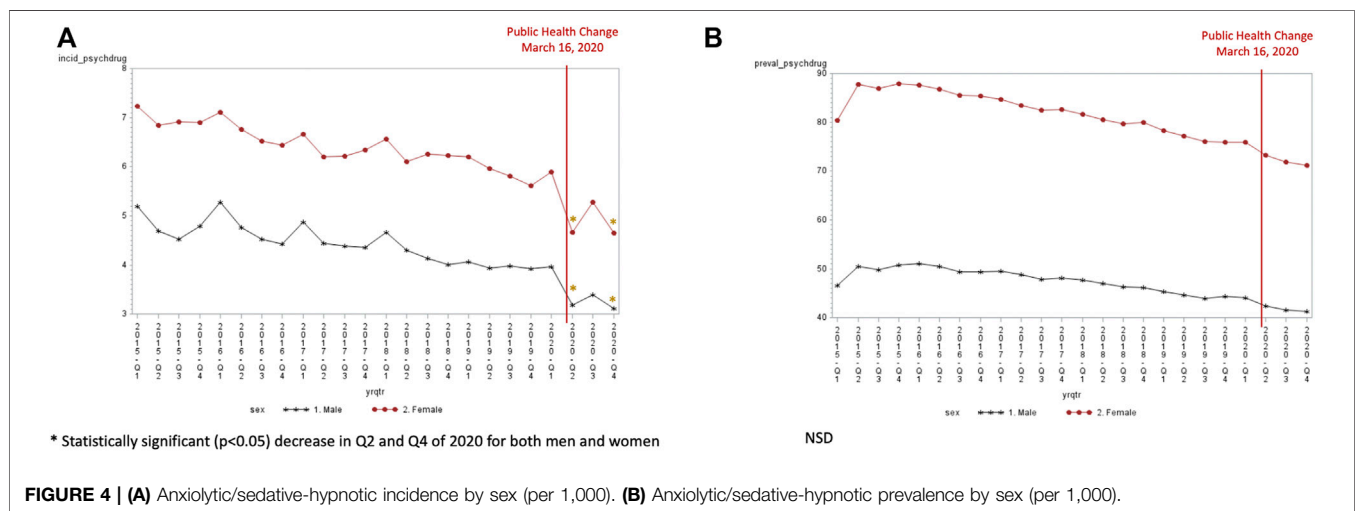 A
Public Health Change
March 16, 2020
incid_psychdrug
8
7
6
5
4
3
2015-Q1
2015-Q2
2015-Q3
2015-Q4
2016-Q1
2016-Q2
2016-Q3
2016-Q4
2017-Q1
2017-Q2
2017-Q3
2017-Q4
2018-Q1
2018-Q2
2018-Q3
2018-Q4
2019-Q1
2019-Q2
2019-Q3
2019-Q4
2020-Q1
2020-Q2
2020-Q3
2020-Q4
yrqtr
sex 1. Male 2. Female
* Statistically significant (p<0.05) decrease in Q2 and Q4 of 2020 for both men and women
B
Public Health Change
March 16, 2020
preval_psychdrug
90
80
70
60
50
40
2015-Q1
2015-Q2
2015-Q3
2015-Q4
2016-Q1
2016-Q2
2016-Q3
2016-Q4
2017-Q1
2017-Q2
2017-Q3
2017-Q4
2018-Q1
2018-Q2
2018-Q3
2018-Q4
2019-Q1
2019-Q2
2019-Q3
2019-Q4
2020-Q1
2020-Q2
2020-Q3
2020-Q4
yrqtr
sex 1. Male 2. Female
NSD
FIGURE 4 | (A) Anxiolytic/sedative-hypnotic incidence by sex (per 1,000). (B) Anxiolytic/sedative-hypnotic prevalence by sex (per 1,000).